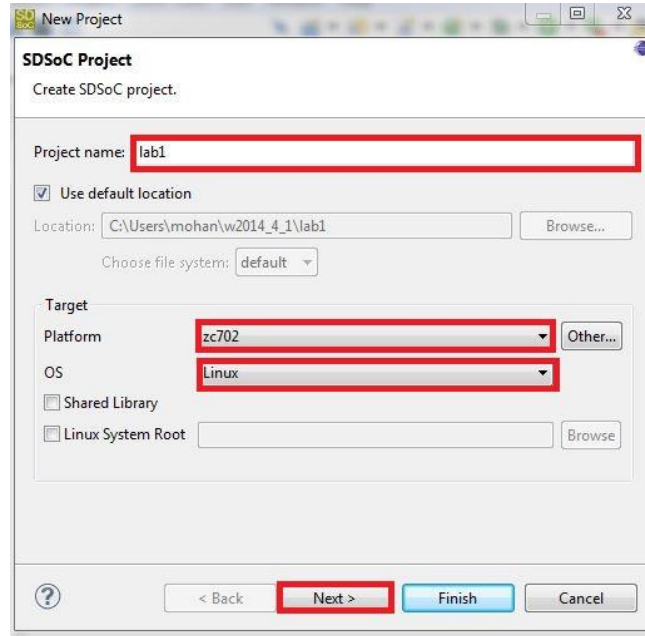 SD SoC New Project
SDSoC Project
Create SDSoC project.
Project name: lab1
Use default location
Location: C:\Users\mohan\w2014_4_1\lab1 Browse...
Choose file system: default
Target
Platform zc702 Other...
OS Linux
Shared Library
Linux System Root Browse
? < Back Next > Finish Cancel